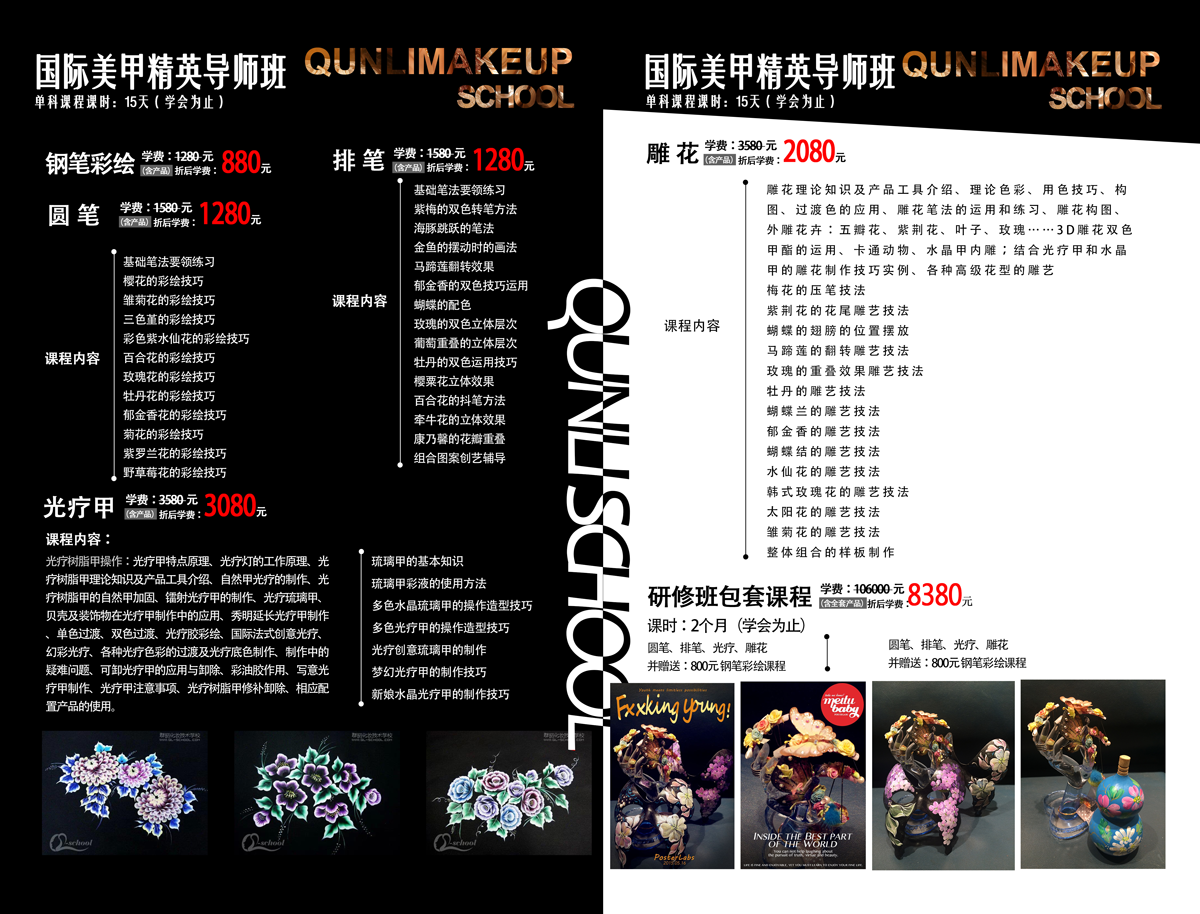 国际美甲精英导师班
QUNLIMAKEUP
SCHOOL
单科课程课时：15天（学会为止）
钢笔彩绘
学费：1280 元
(含产品) 折后学费：880元
圆 笔
学费：1580 元
(含产品) 折后学费：1280元
课程内容
基础笔法要领练习
樱花的彩绘技巧
雏菊花的彩绘技巧
三色堇的彩绘技巧
彩色紫水仙花的彩绘技巧
百合花的彩绘技巧
玫瑰花的彩绘技巧
牡丹花的彩绘技巧
郁金香花的彩绘技巧
菊花的彩绘技巧
紫罗兰花的彩绘技巧
野草莓花的彩绘技巧
排 笔
学费：1580 元
(含产品) 折后学费：1280元
课程内容
基础笔法要领练习
紫梅的双色转笔方法
海豚跳跃的笔法
金鱼的摆动时的画法
马蹄莲翻转效果
郁金香的双色技巧运用
蝴蝶的配色
玫瑰的双色立体层次
葡萄重叠的立体层次
牡丹的双色运用技巧
樱粟花立体效果
百合花的抖笔方法
牵牛花的立体效果
康乃馨的花瓣重叠
组合图案创艺辅导
光疗甲
学费：3580 元
(含产品) 折后学费：3080元
课程内容：
光疗树脂甲操作：光疗甲特点原理、光疗灯的工作原理、光
疗树脂甲理论知识及产品工具介绍、自然甲光疗的制作、光
疗树脂甲的自然甲加固、镭射光疗甲的制作、光疗琉璃甲、
贝壳及装饰物在光疗甲制作中的应用、秀明延长光疗甲制作
、单色过渡、双色过渡、光疗胶彩绘、国际法式创意光疗、
幻彩光疗、各种光疗色彩的过渡及光疗底色制作、制作中的
疑难问题、可卸光疗甲的应用与卸除、彩油胶作用、写意光
疗甲制作、光疗甲注意事项、光疗树脂甲修补卸除、相应配
置产品的使用。
琉璃甲的基本知识
琉璃甲彩液的使用方法
多色水晶琉璃甲的操作造型技巧
多色光疗甲的操作造型技巧
光疗创意琉璃甲的制作
梦幻光疗甲的制作技巧
新娘水晶光疗甲的制作技巧
Q-school
Q-school
Q-school
QUNLISCHOOL
国际美甲精英导师班
QUNLIMAKEUP
SCHOOL
单科课程课时：15天（学会为止）
雕 花
学费：3580 元
(含产品) 折后学费：2080元
课程内容
雕花理论知识及产品工具介绍、理论色彩、用色技巧、构
图、过渡色的应用、雕花笔法的运用和练习、雕花构图、
外雕花卉：五瓣花、紫荆花、叶子、玫瑰……3D雕花双色
甲酯的运用、卡通动物、水晶甲内雕；结合光疗甲和水晶
甲的雕花制作技巧实例、各种高级花型的雕艺
梅花的压笔技法
紫荆花的花尾雕艺技法
蝴蝶的翅膀的位置摆放
马蹄莲的翻转雕艺技法
玫瑰的重叠效果雕艺技法
牡丹的雕艺技法
蝴蝶兰的雕艺技法
郁金香的雕艺技法
蝴蝶结的雕艺技法
水仙花的雕艺技法
韩式玫瑰花的雕艺技法
太阳花的雕艺技法
雏菊花的雕艺技法
整体组合的样板制作
研修班包套课程
学费：106000 元
(含全套产品) 折后学费：8380元
课时：2个月（学会为止）
圆笔、排笔、光疗、雕花
并赠送：800元钢笔彩绘课程
圆笔、排笔、光疗、雕花
并赠送：800元钢笔彩绘课程
Fxxking young!
PosterLabs
meitu
baby
INSIDE THE BEST PART
OF THE WORLD
You can not help laughing about
the pursuit of truth, virtue and beauty.